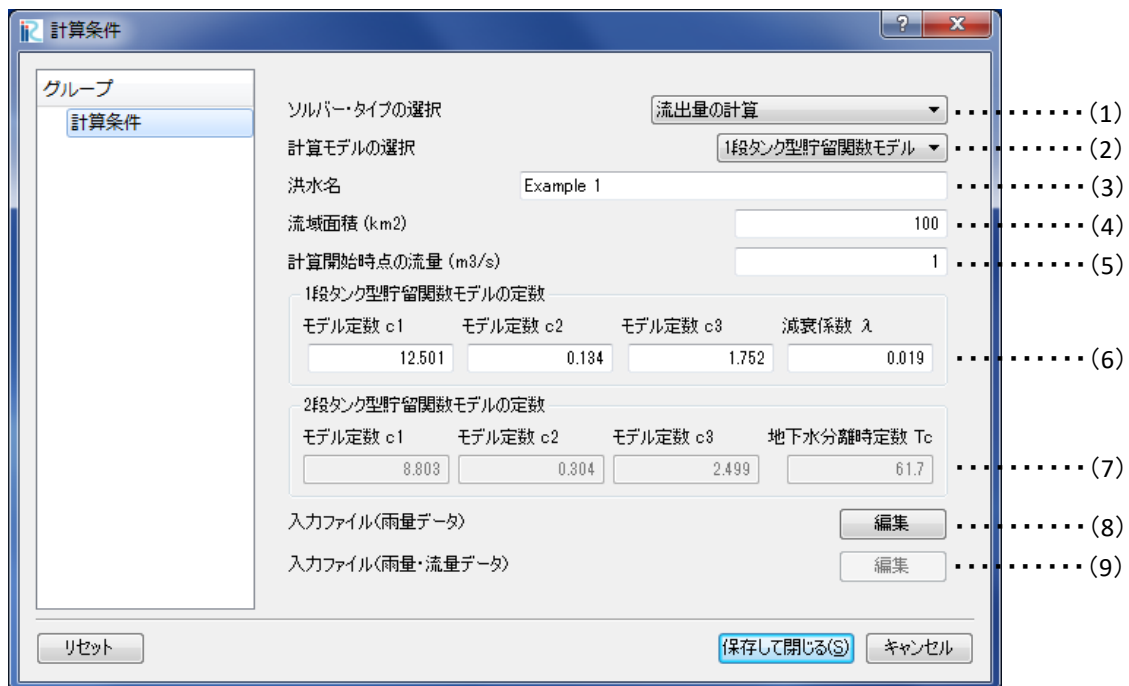 iRC 計算条件
?
x
グループ
計算条件
ソルバー・タイプの選択 流出量の計算 (1)
計算モデルの選択 1段タンク型貯留関数モデル (2)
洪水名 Example 1 (3)
流域面積 (km2) 100 (4)
計算開始時点の流量 (m3/s) 1 (5)
1段タンク型貯留関数モデルの定数
モデル定数 c1 モデル定数 c2 モデル定数 c3 減衰係数 λ
12.501 0.134 1.752 0.019 (6)
2段タンク型貯留関数モデルの定数
モデル定数 c1 モデル定数 c2 モデル定数 c3 地下水分離時定数 Tc
8.803 0.304 2.499 61.7 (7)
入力ファイル(雨量データ) 編集 (8)
入力ファイル(雨量・流量データ) 編集 (9)
リセット 保存して閉じる(S) キャンセル